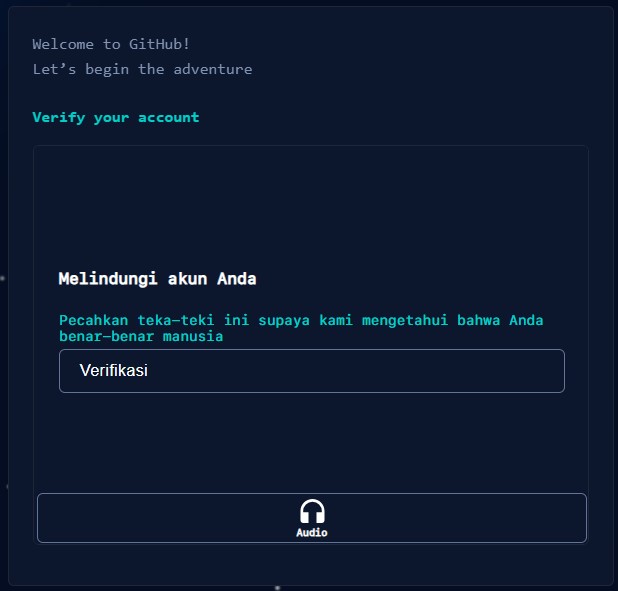 Welcome to GitHub!
Let’s begin the adventure
Verify your account
Melindungi akun Anda
Pecahkan teka-teki ini supaya kami mengetahui bahwa Anda
benar-benar manusia
Verifikasi
Audio